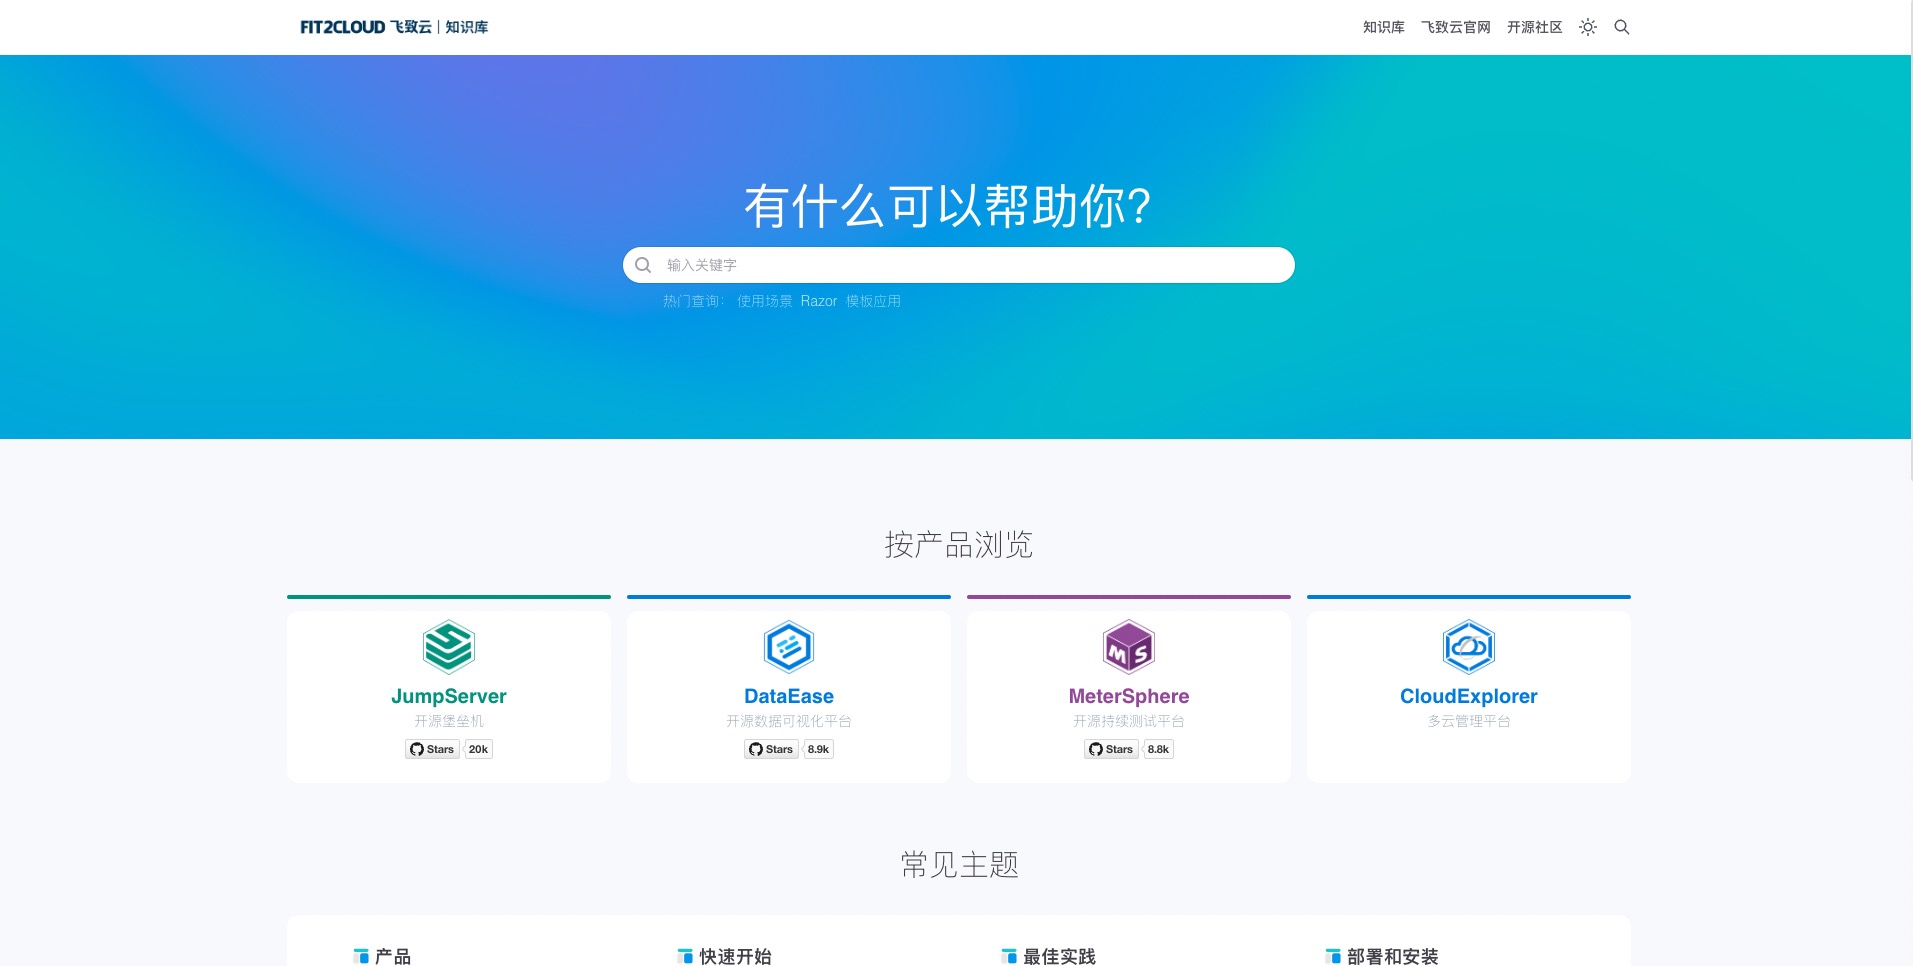 FIT2CLOUD 飞致云 | 知识库
知识库 飞致云官网 开源社区
有什么可以帮助你?
输入关键字
热门查询： 使用场景 Razor 模板应用
按产品浏览
JumpServer
开源堡垒机
Stars 20k
DataEase
开源数据可视化平台
Stars 8.9k
MS
MeterSphere
开源持续测试平台
Stars 8.8k
CloudExplorer
多云管理平台
常见主题
产品
快速开始
最佳实践
部署和安装